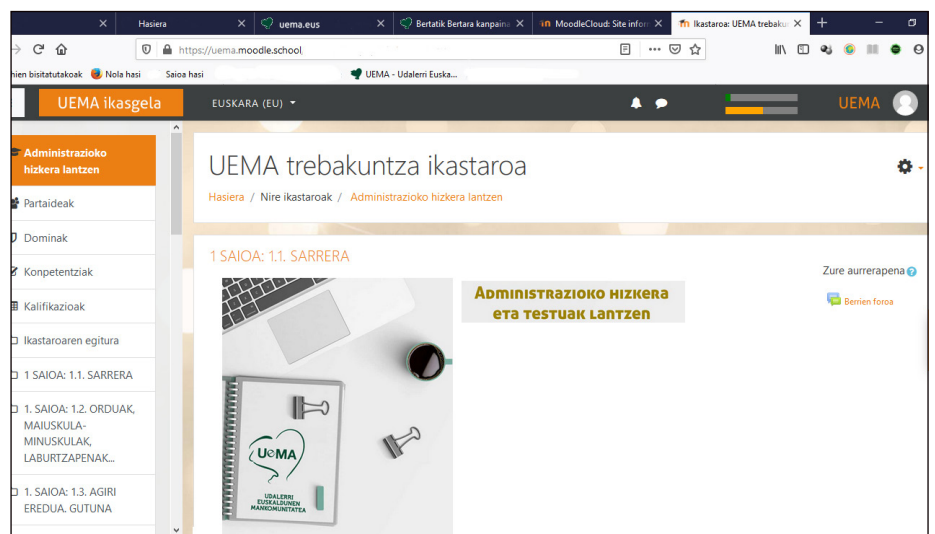 Hasiera
uema.eus
Bertatik Bertara kanpaina
MoodleCloud: Site inform
Ikastaroa: UEMA trebaku
https://uema.moodle.school
hien bisitatutakoak
Nola hasi
Saioa hasi
UEMA - Udalerri Euska...
UEMA ikasgela
EUSKARA (EU)
UEMA
Administrazioko
hizkera lantzen
Partaideak
Dominak
Konpetentziak
Kalifikazioak
Ikastaroaren egitura
1 SAIOA: 1.1. SARRERA
1. SAIOA: 1.2. ORDUAK,
MAIUSKULA-
MINUSKULAK,
LABURTZAPENAK...
1. SAIOA: 1.3. AGIRI
EREDUA. GUTUNA
UEMA trebakuntza ikastaroa
Hasiera / Nire ikastaroak / Administrazioko hizkera lantzen
1 SAIOA: 1.1. SARRERA
Administrazioko hizkera
eta testuak lantzen
Zure aurrerapena
Berrien foroa
UeMA
UDALERRI
EUSKALDUNEN
MANKOMUNITATEA